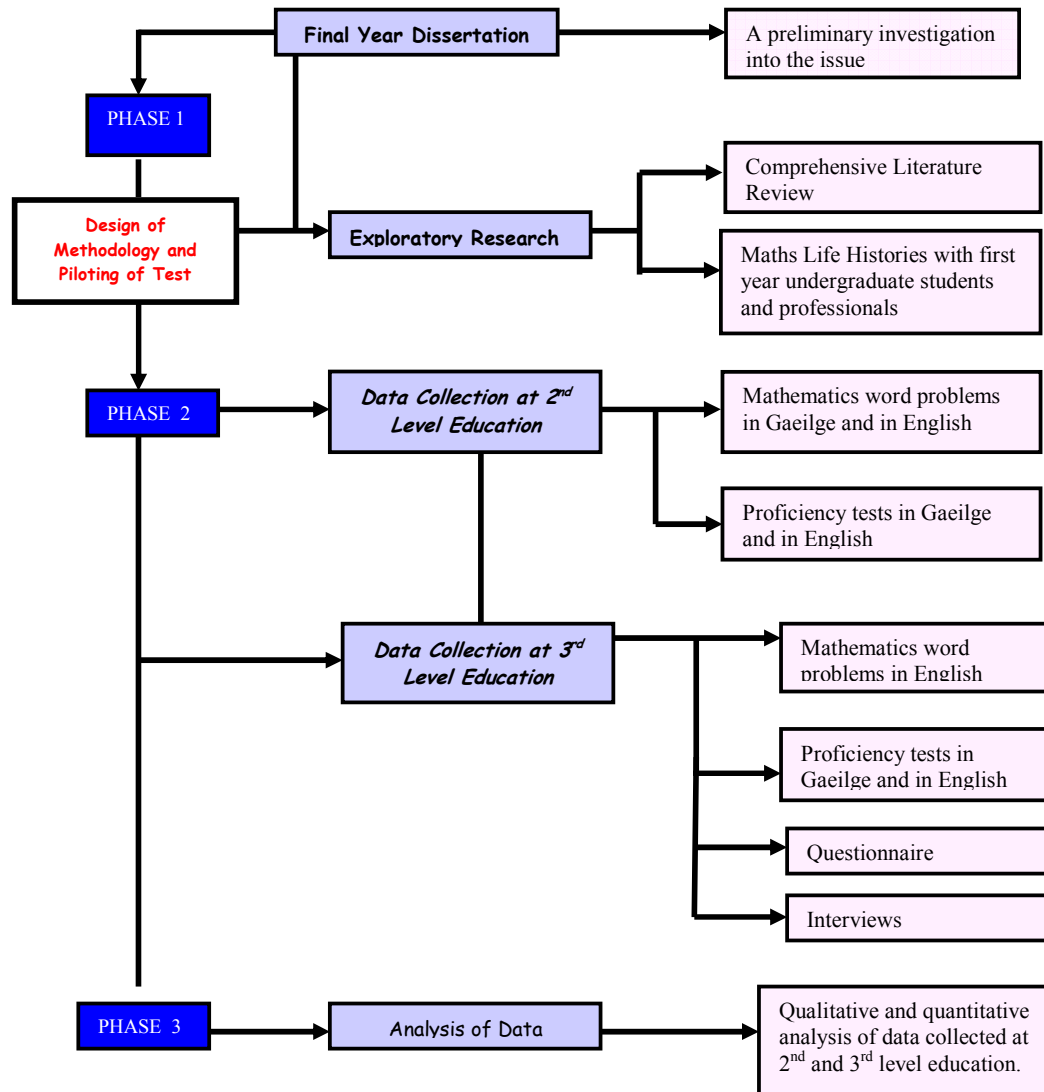 Final Year Dissertation
A preliminary investigation
into the issue
PHASE 1
Comprehensive Literature
Review
Design of
Methodology and
Piloting of Test
Exploratory Research
Maths Life Histories with first
year undergraduate students
and professionals
PHASE 2
Data Collection at 2nd
Level Education
Mathematics word problems
in Gaeilge and in English
Proficiency tests in Gaeilge
and in English
Data Collection at 3rd
Level Education
Mathematics word
problems in English
Proficiency tests in
Gaeilge and in English
Questionnaire
Interviews
PHASE 3
Analysis of Data
Qualitative and quantitative
analysis of data collected at
2nd and 3rd level education.